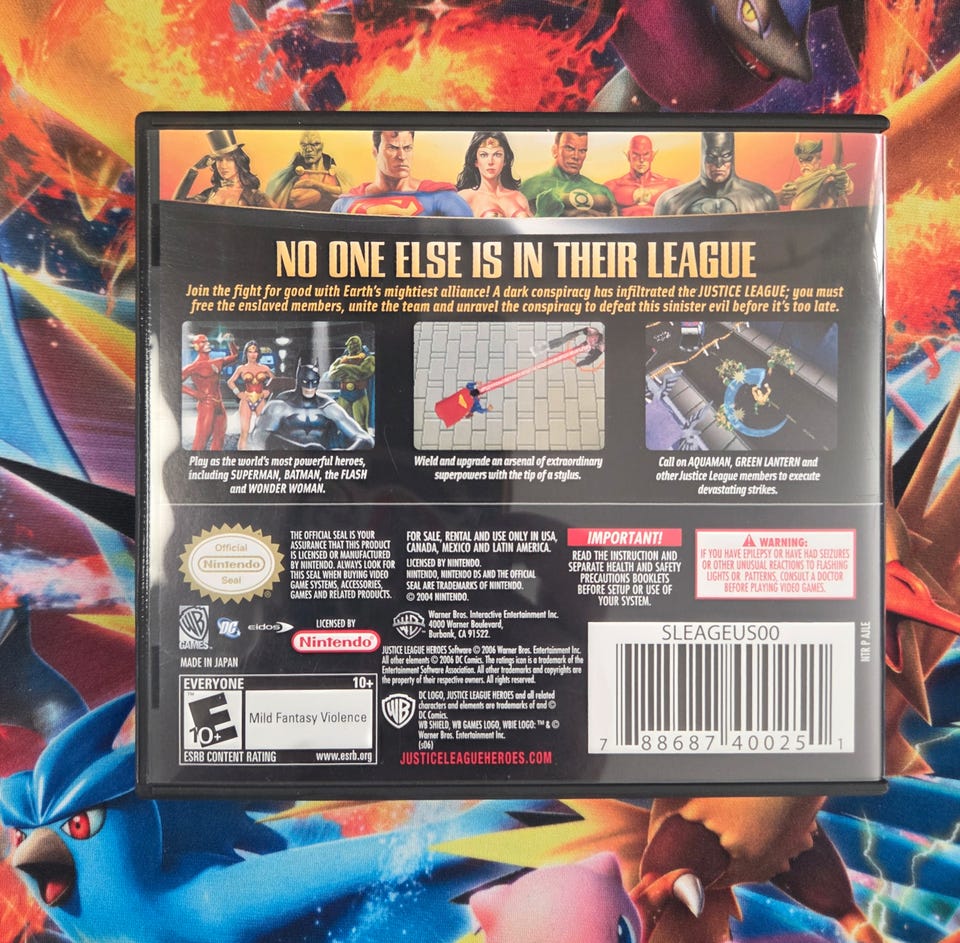 NO ONE ELSE IS IN THEIR LEAGUE
Join the fight for good with Earth's mightiest alliance! A dark conspiracy has infiltrated the JUSTICE LEAGUE; you must
free the enslaved members, unite the team and unravel the conspiracy to defeat this sinister evil before it's too late.
Play as the world's most powerful heroes,
including SUPERMAN, BATMAN, the FLASH
and WONDER WOMAN.
Wield and upgrade an arsenal of extraordinary
superpowers with the tip of a stylus.
Call on AQUAMAN, GREEN LANTERN and
other Justice League members to execute
devastating strikes.
Official
Nintendo
Seal
THE OFFICIAL SEAL IS YOUR
ASSURANCE THAT THIS PRODUCT
IS LICENSED OR MANUFACTURED
BY NINTENDO. ALWAYS LOOK FOR
THIS SEAL WHEN BUYING VIDEO
GAME SYSTEMS, ACCESSORIES,
GAMES AND RELATED PRODUCTS.
FOR SALE, RENTAL AND USE ONLY IN USA,
CANADA, MEXICO AND LATIN AMERICA.
LICENSED BY NINTENDO.
NINTENDO, NINTENDO DS AND THE OFFICIAL
SEAL ARE TRADEMARKS OF NINTENDO.
© 2004 NINTENDO.
IMPORTANT!
READ THE INSTRUCTION AND
SEPARATE HEALTH AND SAFETY
PRECAUTIONS BOOKLETS
BEFORE SETUP OR USE OF
YOUR SYSTEM.
WARNING:
IF YOU HAVE EPILEPSY OR HAVE HAD SEIZURES
OR OTHER UNUSUAL REACTIONS TO FLASHING
LIGHTS OR PATTERNS, CONSULT A DOCTOR
BEFORE PLAYING VIDEO GAMES.
WB
GAMES
DC
eidos
LICENSED BY
Nintendo
MADE IN JAPAN
WB
Warner Bros. Interactive Entertainment Inc.
4000 Warner Boulevard,
Burbank, CA 91522.
JUSTICE LEAGUE HEROES Software © 2006 Warner Bros. Entertainment Inc.
All other elements © 2006 DC Comics. The ratings icon is a trademark of the
Entertainment Software Association. All other trademarks and copyrights are
the property of their respective owners. All rights reserved.
WB
DC LOGO, JUSTICE LEAGUE HEROES and all related
characters and elements are trademarks of and ©
DC Comics.
WB SHIELD, WB GAMES LOGO, WBIE LOGO: ™ & ©
Warner Bros. Entertainment Inc.
(s06)
JUSTICELEAGUEHEROES.COM
EVERYONE 10+
E
10+
Mild Fantasy Violence
ESRB CONTENT RATING www.esrb.org
SLEAGEUS00
7 88687 40025 1
NTR P AJLE